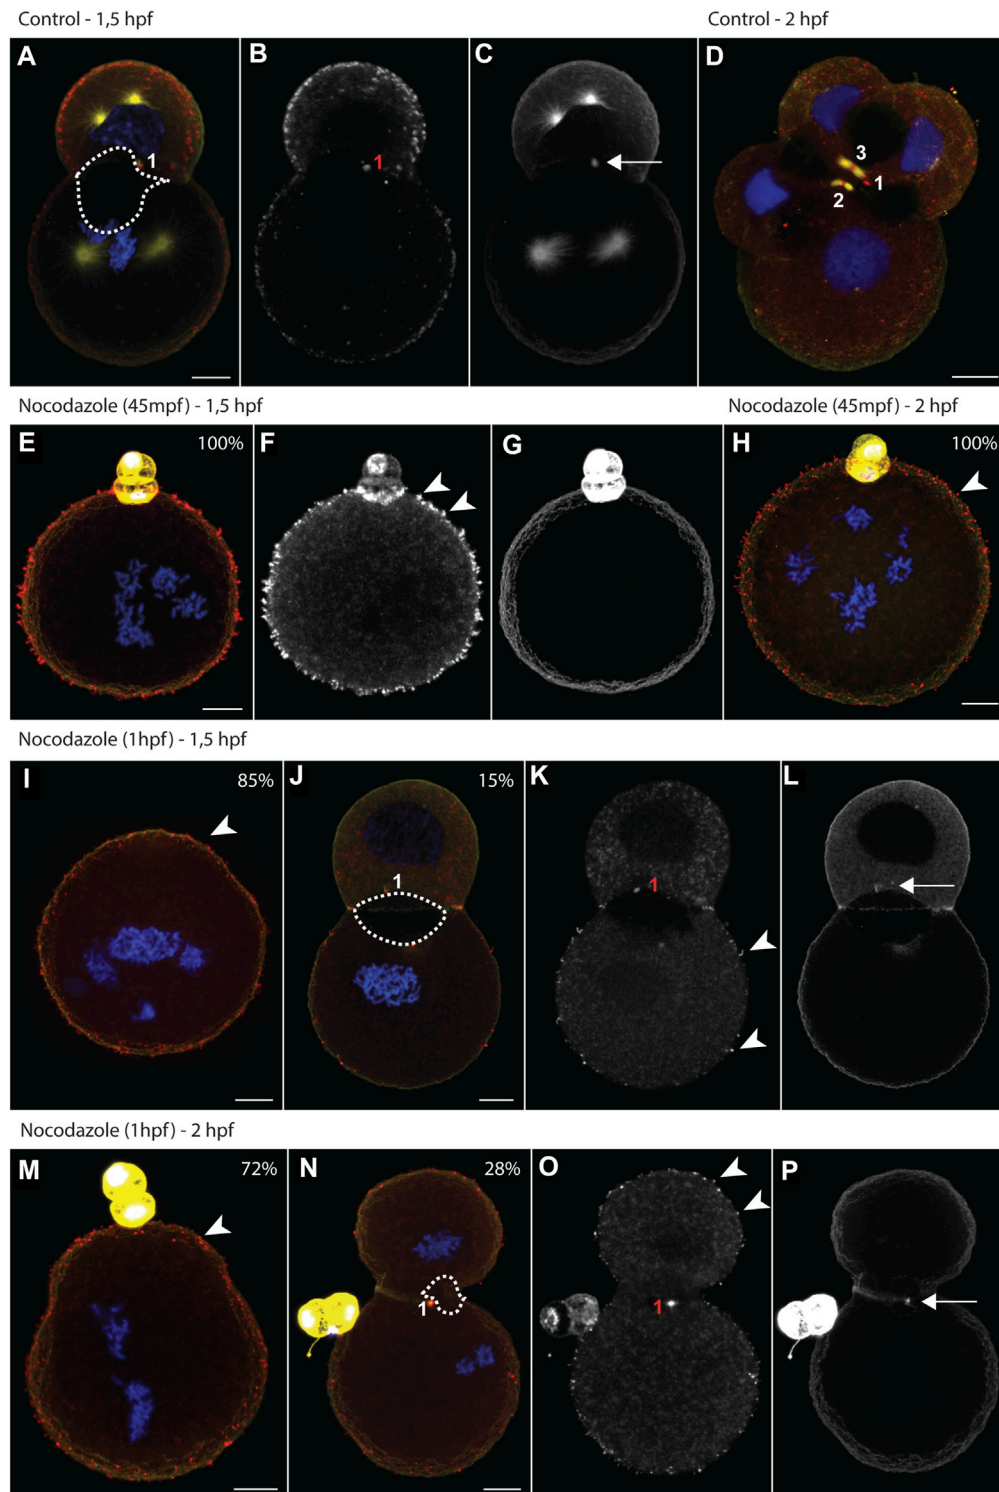 Control - 1,5 hpf
Control - 2 hpf
A
B
C
D
1
1
3
1
2
Nocodazole (45mpf) - 1,5 hpf
Nocodazole (45mpf) - 2 hpf
E
100%
F
G
H
100%
Nocodazole (1hpf) - 1,5 hpf
I
85%
J
15%
K
L
1
1
Nocodazole (1hpf) - 2 hpf
M
72%
N
28%
O
P
1
1